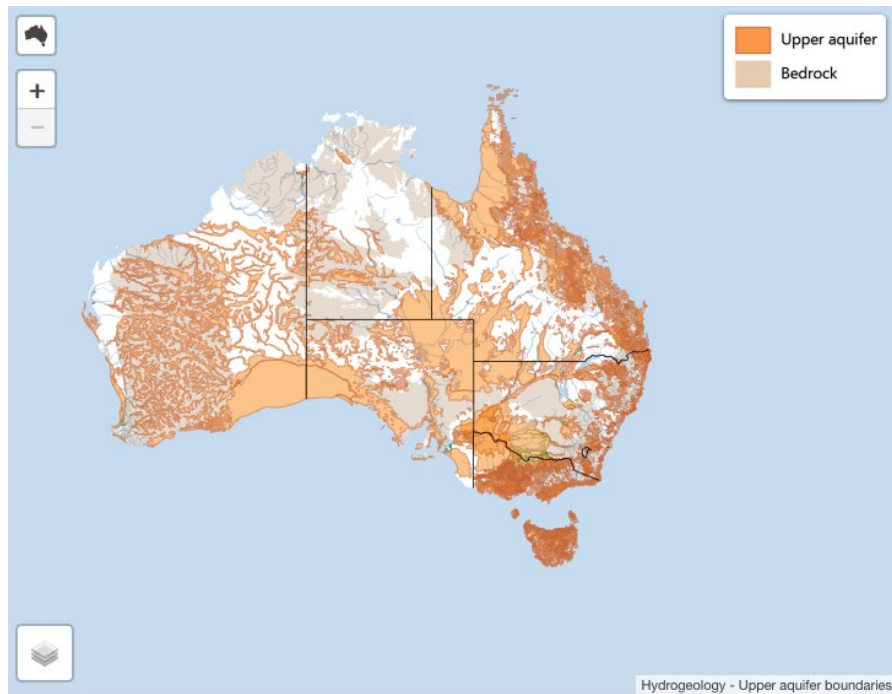 Upper aquifer
Bedrock
+
−
Hydrogeology - Upper aquifer boundaries